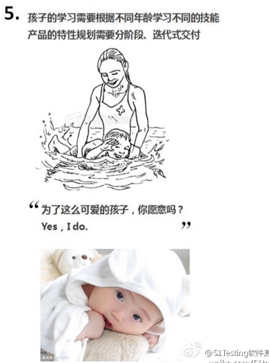 5.
孩子的学习需要根据不同年龄学习不同的技能
产品的特性规划需要分阶段、迭代式交付
“为了这么可爱的孩子，你愿意吗？
Yes，I do.”
@51Testing软件测